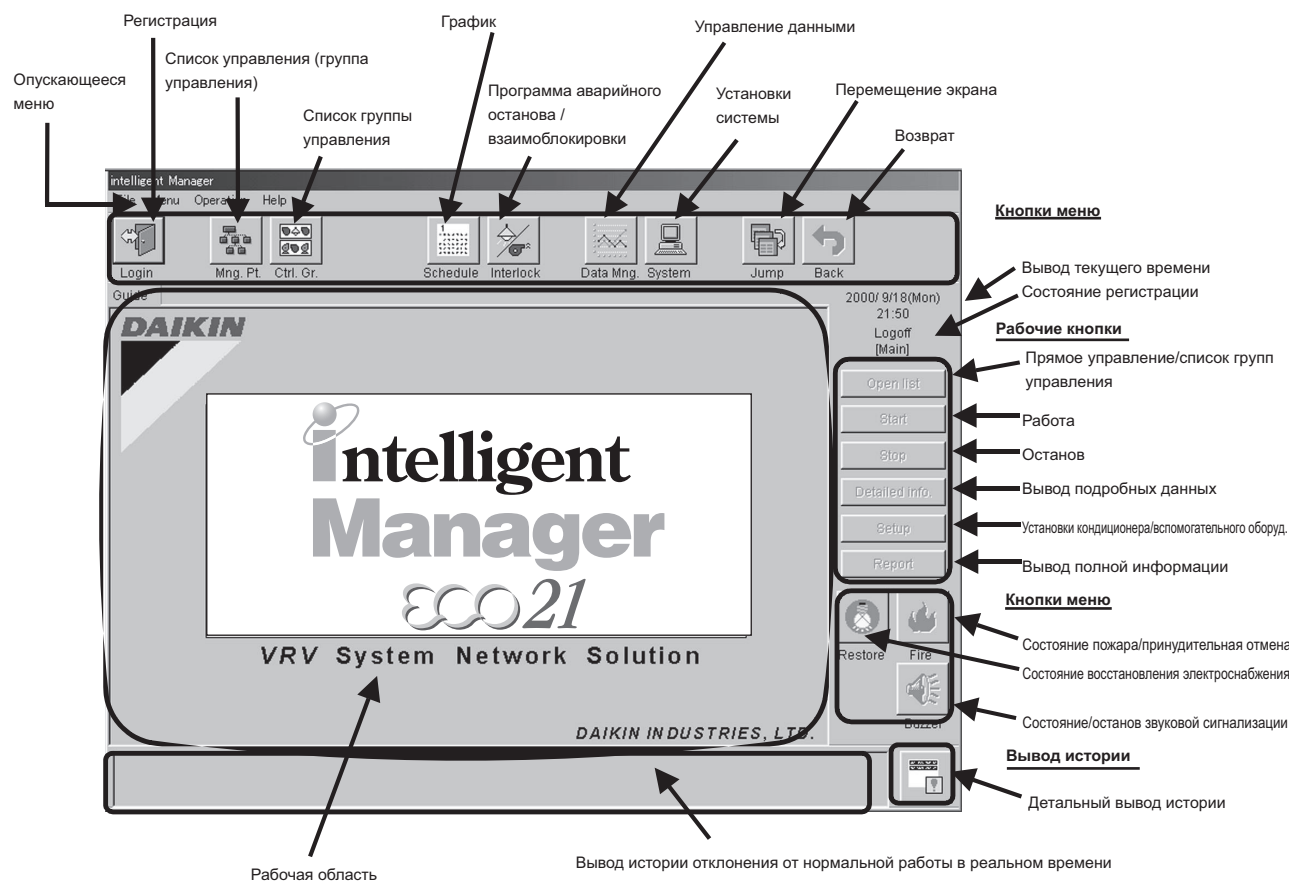 Регистрация
График
Управление данными
Список управления (группа
управления)
Опускающееся
меню
Программа аварийного
останова /
взаимоблокировки
Установки
системы
Перемещение экрана
Список группы
управления
Возврат
intelligent Manager
File Menu Operation Help
Кнопки меню
Login Mng. Pt. Ctrl. Gr. Schedule Interlock Data Mng. System Jump Back
Вывод текущего времени
Guide
2000/ 9/18(Mon)
21:50
Состояние регистрации
DAIKIN
Logoff
[Main]
Рабочие кнопки
Прямое управление/список групп
управления
Open list
Start
Работа
Stop
Останов
Detailed info.
Вывод подробных данных
Setup
Установки кондиционера/вспомогательного оборуд.
Report
Вывод полной информации
intelligent
Manager
ECO 21
VRV System Network Solution
Кнопки меню
Состояние пожара/принудительная отмена
Restore Fire
Состояние восстановления электроснабжения
Состояние/останов звуковой сигнализации
Buzzer
DAIKIN INDUSTRIES, LTD.
Вывод истории
Детальный вывод истории
Вывод истории отклонения от нормальной работы в реальном времени
Рабочая область